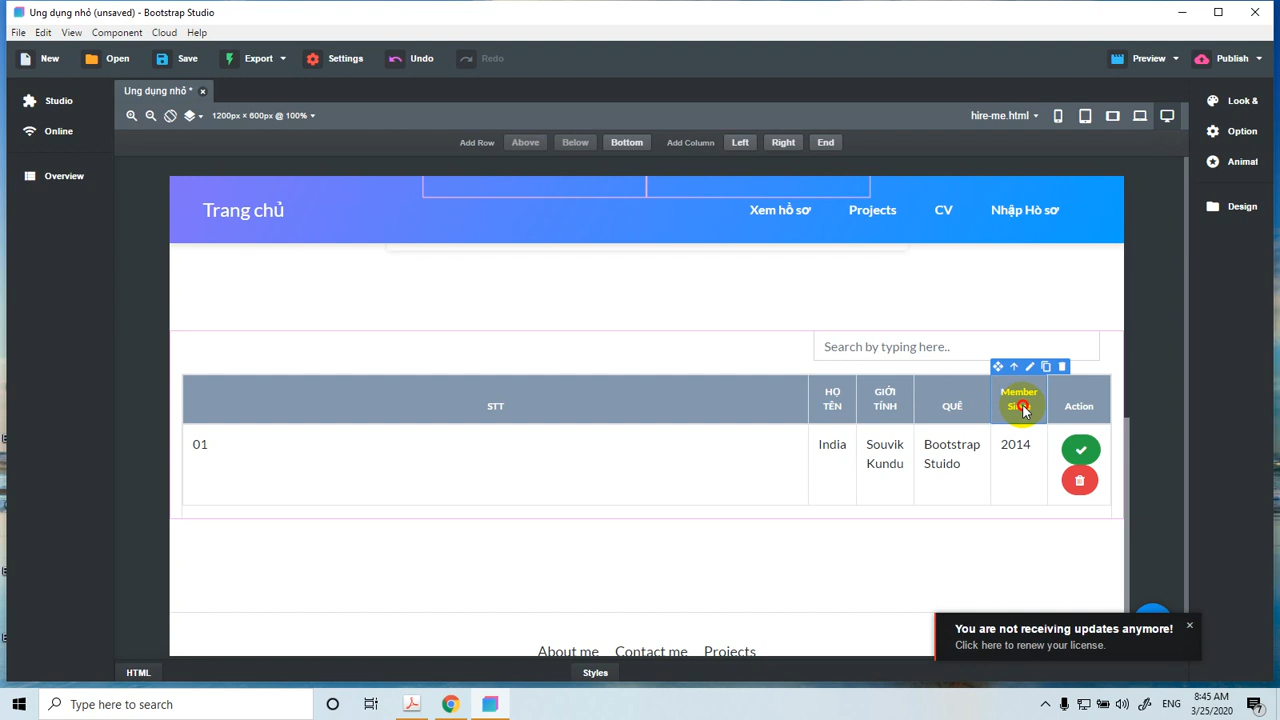 Ung dụng nhỏ (unsaved) - Bootstrap Studio
File Edit View Component Cloud Help
New Open Save Export Settings Undo Redo Preview Publish
Ung dụng nhỏ *
Studio
Online
Overview
1200px × 600px @ 100%
hire-me.html
Look &
Option
Animat
Design
Add Row Above Below Bottom Add Column Left Right End
Trang chủ Xem hồ sơ Projects CV Nhập Hò sơ
Search by typing here..
STT HỌ TÊN GIỚI TÍNH QUÊ Member Action
01 India Souvik Kundu Bootstrap Stuido 2014
About me Contact me Projects
You are not receiving updates anymore!
Click here to renew your license.
HTML
Styles
Type here to search
ENG
8:45 AM
3/25/2020
7